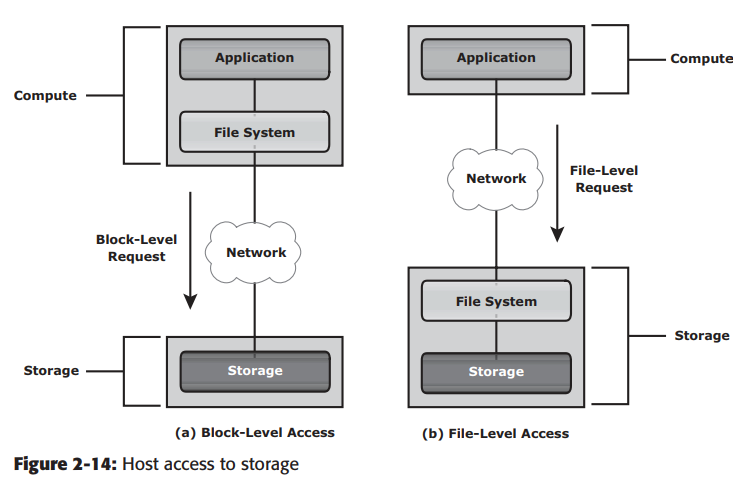 Application
Compute
File System
Block-Level
Request
Network
Storage
Storage
(a) Block-Level Access
Application
Compute
Network
File-Level
Request
File System
Storage
Storage
(b) File-Level Access
Figure 2-14: Host access to storage